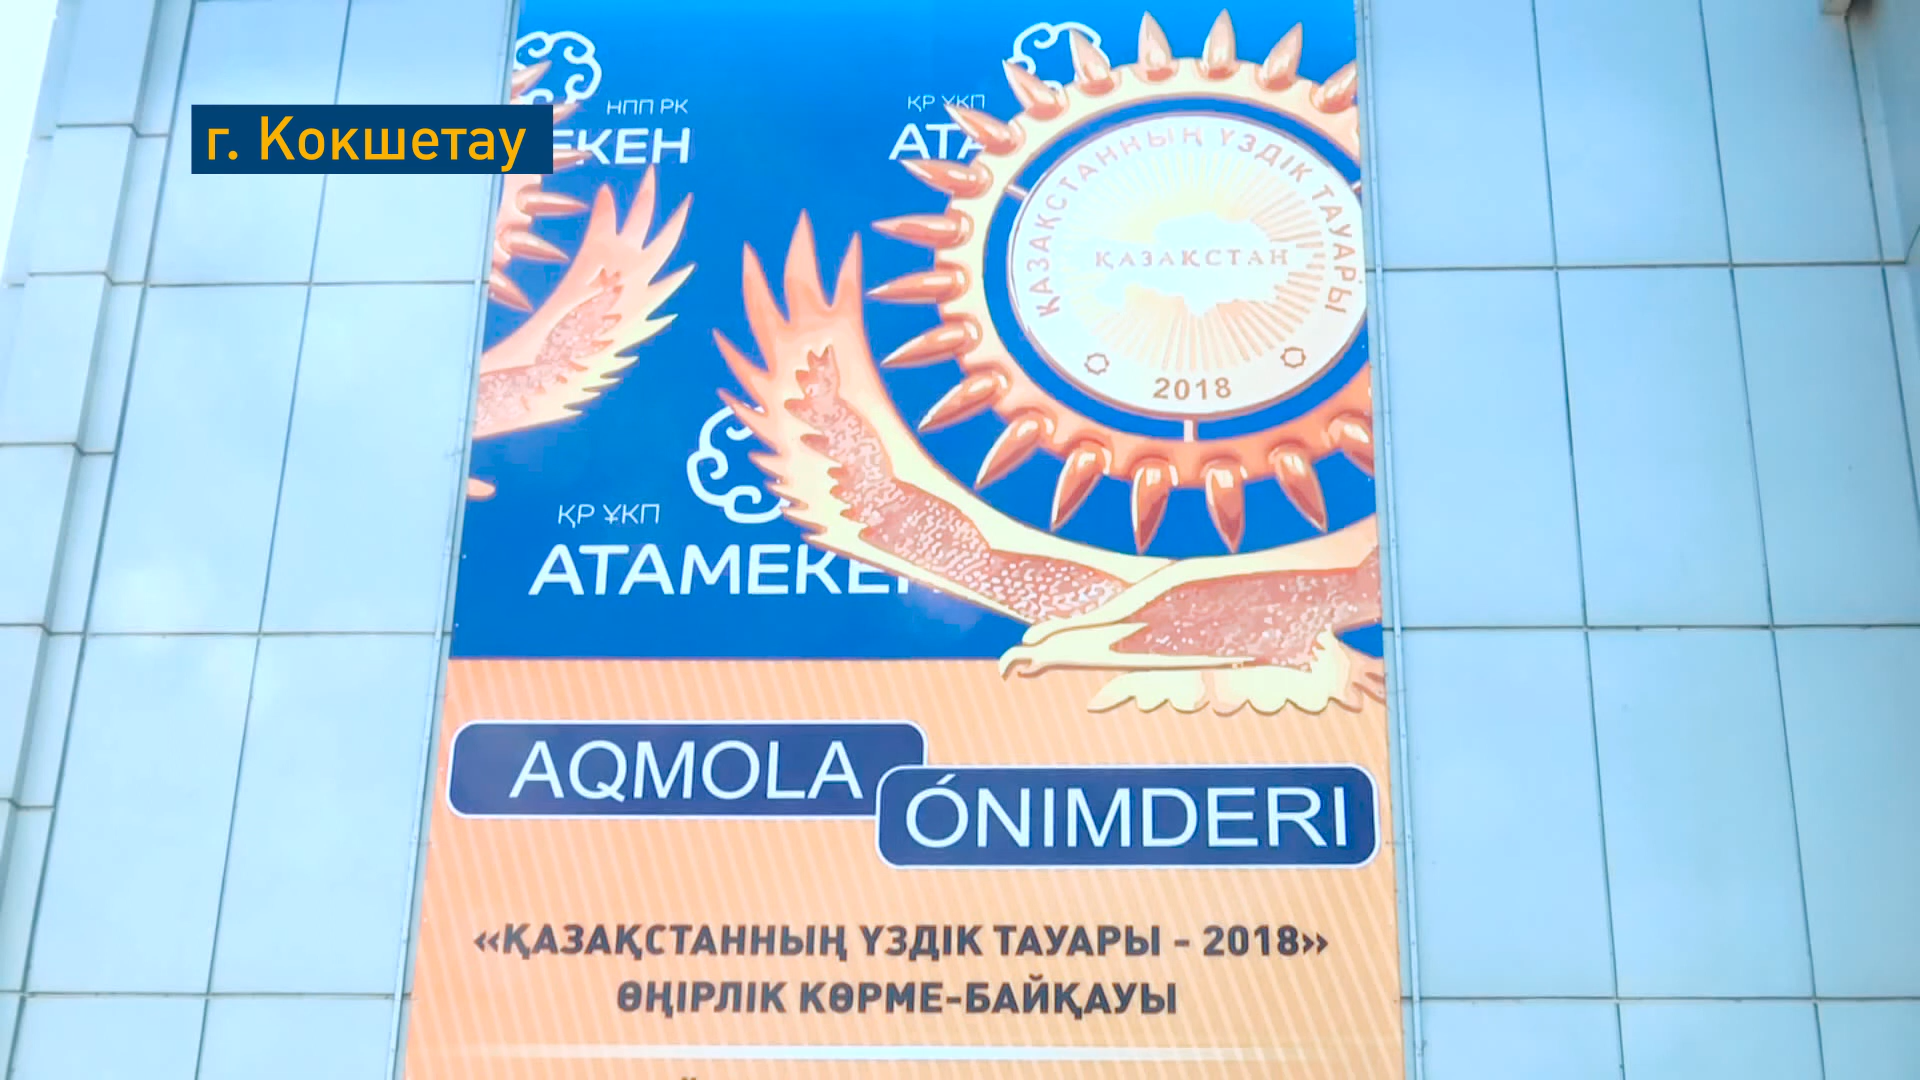 г. Кокшетау
НПП РК
ЕКЕН
ҚР ҰКП
АТА
ҚАЗАҚСТАННЫҢ ҮЗДІК ТАУАРЫ
ҚАЗАҚСТАН
2018
ҚР ҰКП
АТАМЕКЕН
AQMOLA
ÓNIMDERI
«ҚАЗАҚСТАННЫҢ ҮЗДІК ТАУАРЫ - 2018»
ӨҢІРЛІК КӨРМЕ-БАЙҚАУЫ